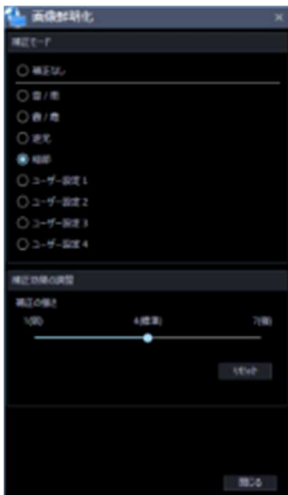 画像鮮明化
補正モード
補正なし
雪 / 雨
霧 / 靄
逆光
暗部
ユーザー設定 1
ユーザー設定 2
ユーザー設定 3
ユーザー設定 4
補正効果の調整
補正の強さ
1(弱) 4(標準) 7(強)
リセット
閉じる